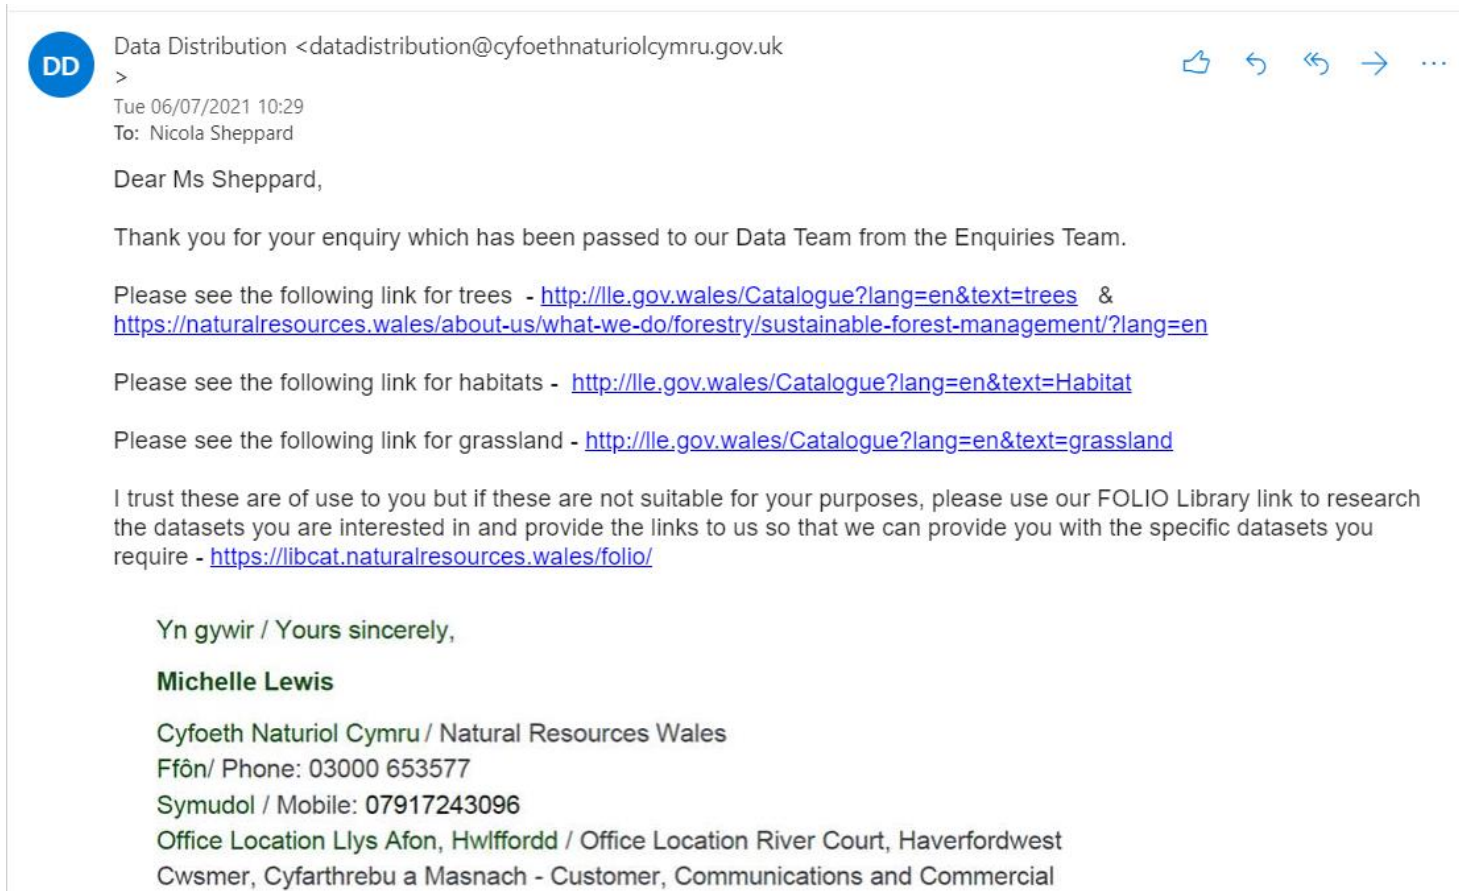 DD
Data Distribution <datadistribution@cyfoethnaturiolcymru.gov.uk
>
Tue 06/07/2021 10:29
To: Nicola Sheppard
Dear Ms Sheppard,
Thank you for your enquiry which has been passed to our Data Team from the Enquiries Team.
Please see the following link for trees - http://lle.gov.wales/Catalogue?lang=en&text=trees &
https://naturalresources.wales/about-us/what-we-do/forestry/sustainable-forest-management/?lang=en
Please see the following link for habitats - http://lle.gov.wales/Catalogue?lang=en&text=Habitat
Please see the following link for grassland - http://lle.gov.wales/Catalogue?lang=en&text=grassland
I trust these are of use to you but if these are not suitable for your purposes, please use our FOLIO Library link to research
the datasets you are interested in and provide the links to us so that we can provide you with the specific datasets you
require - https://libcat.naturalresources.wales/folio/
Yn gywir / Yours sincerely,
Michelle Lewis
Cyfoeth Naturiol Cymru / Natural Resources Wales
Ffôn/ Phone: 03000 653577
Symudol / Mobile: 07917243096
Office Location Llys Afon, Hwlffordd / Office Location River Court, Haverfordwest
Cwsmer, Cyfarthrebu a Masnach - Customer, Communications and Commercial